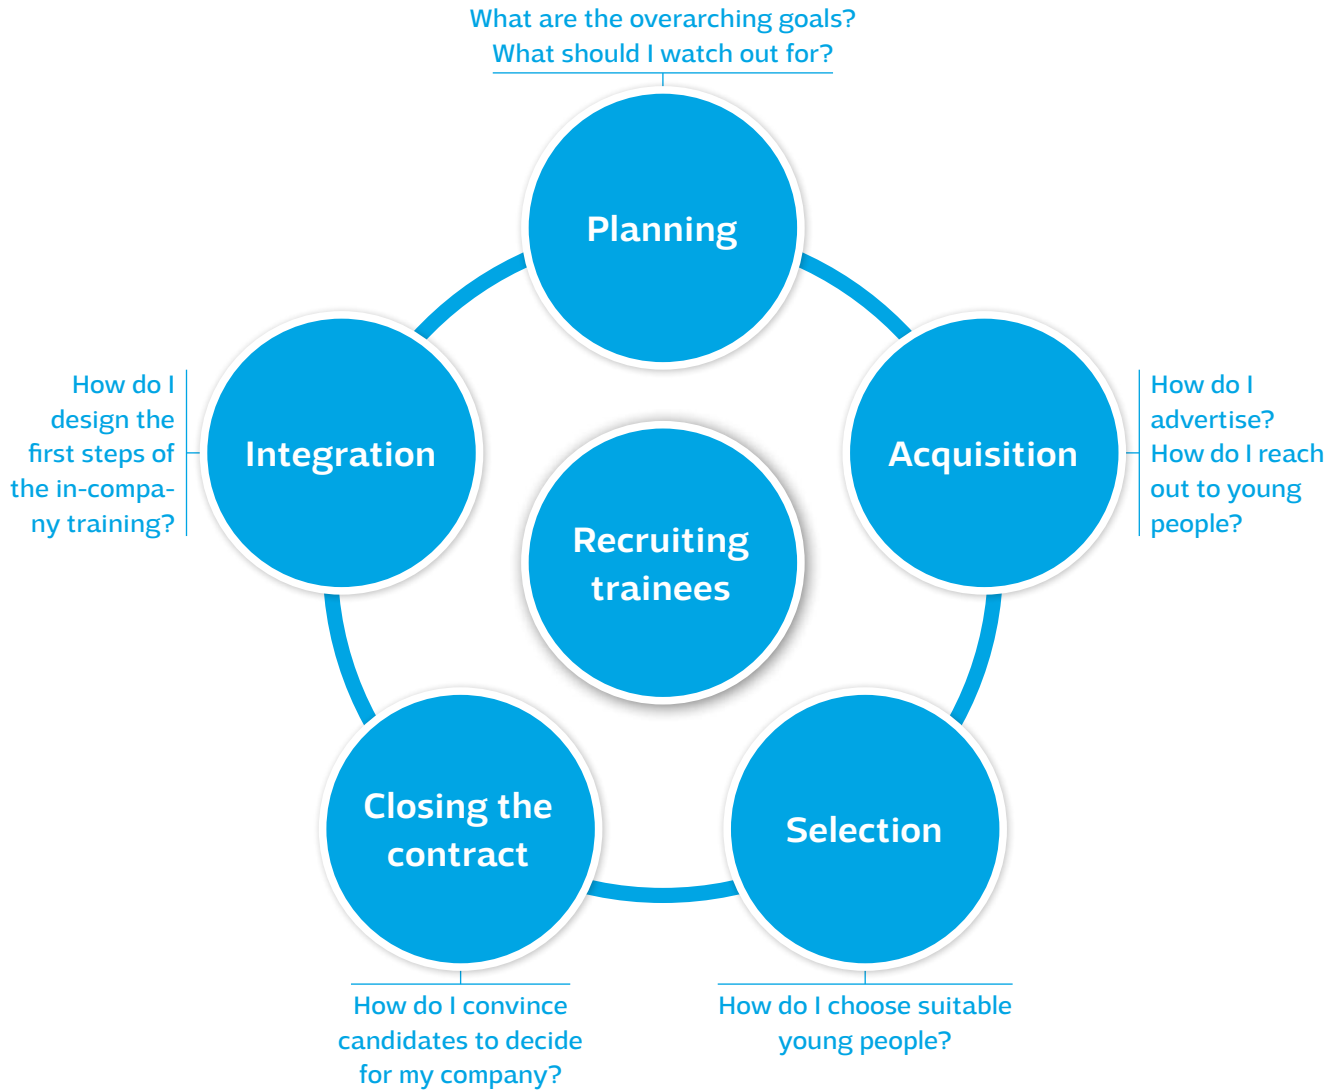 What are the overarching goals?
What should I watch out for?
Planning
Acquisition
How do I
advertise?
How do I reach
out to young
people?
Selection
How do I choose suitable
young people?
Closing the
contract
How do I convince
candidates to decide
for my company?
Integration
How do I
design the
first steps of
the in-compa-
ny training?
Recruiting
trainees